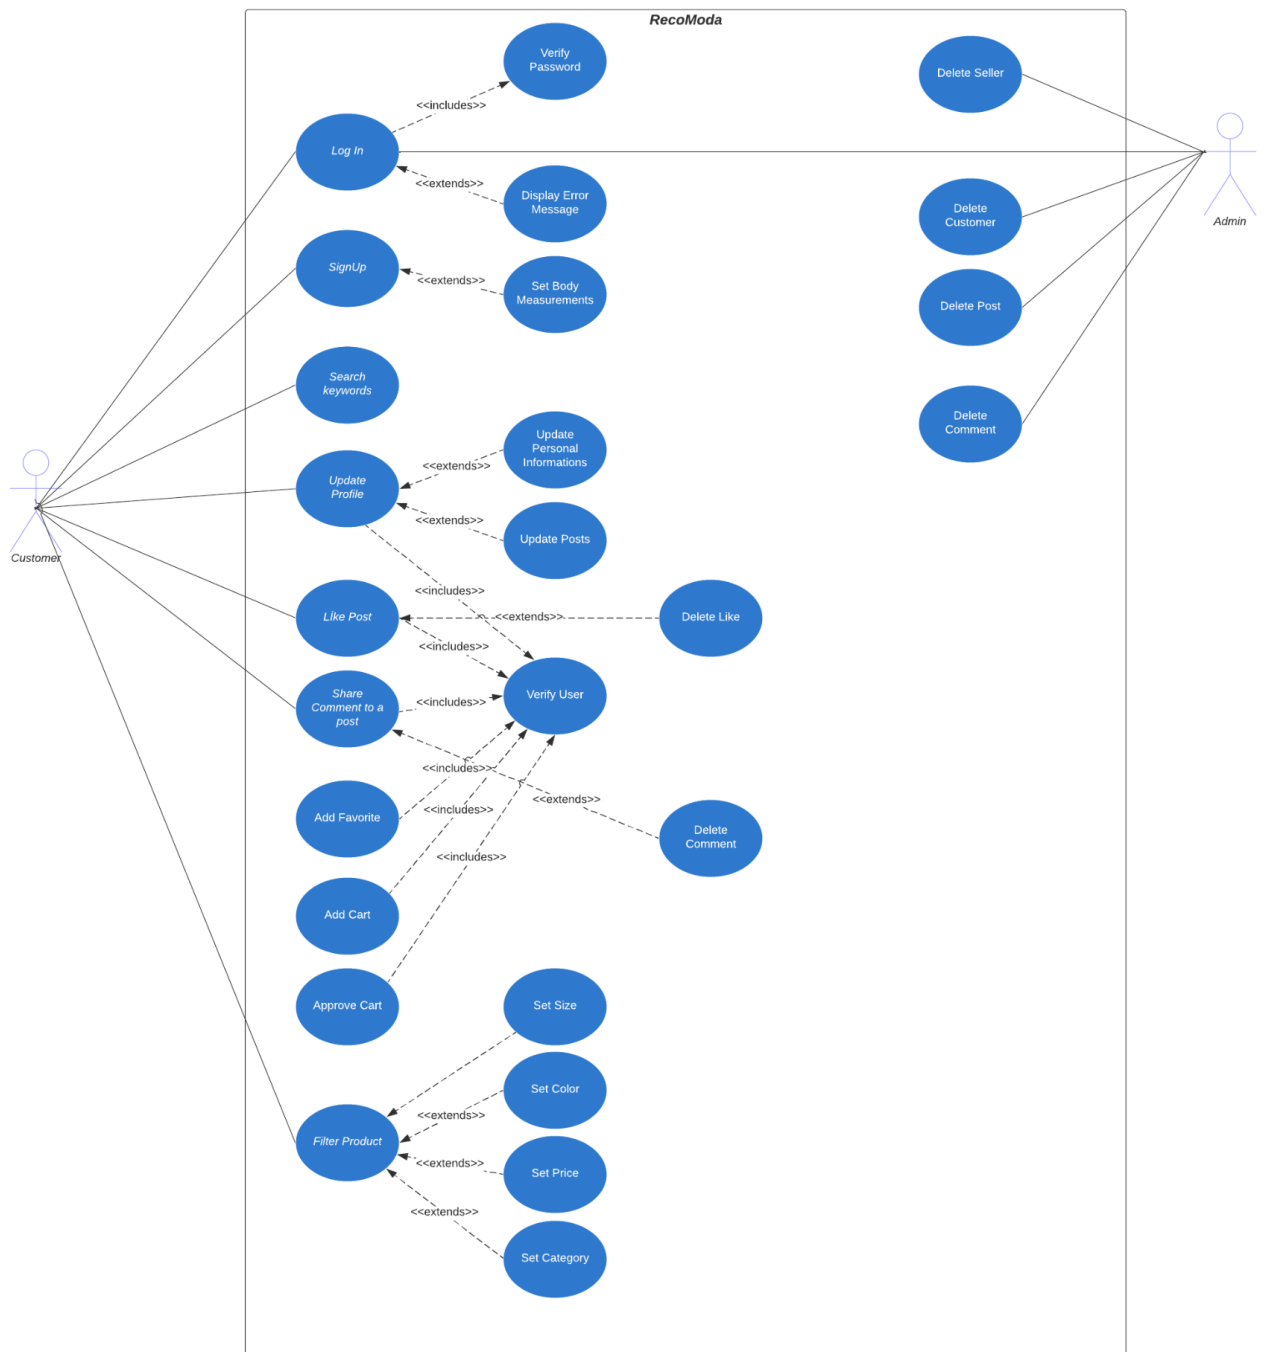 RecoModa
Verify
Password
Delete Seller
<<includes>>
Log In
<<extends>>
Display Error
Message
Delete
Customer
Admin
SignUp
<<extends>>
Set Body
Measurements
Delete Post
Search
keywords
Delete
Comment
Update
Personal
Informations
<<extends>>
Update
Profile
<<extends>>
Update Posts
Customer
<<includes>>
Lİke Post
<<extends>>
Delete Like
<<includes>>
Share
Comment to a
post
<<includes>>
Verify User
<<includes>>
<<extends>>
Add Favorite
<<includes>>
Delete
Comment
<<includes>>
Add Cart
Approve Cart
Set Size
Set Color
<<extends>>
Filter Product
<<extends>>
Set Price
<<extends>>
Set Category